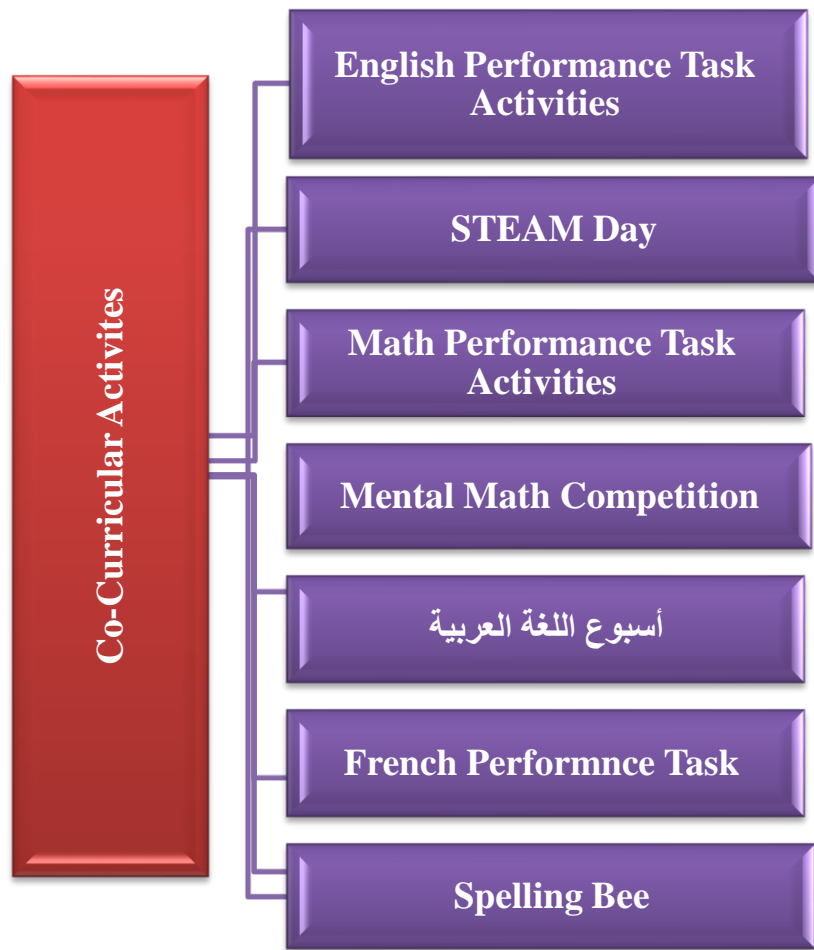 Co-Curricular Activites
English Performance Task
Activities
STEAM Day
Math Performance Task
Activities
Mental Math Competition
أسبوع اللغة العربية
French Performnce Task
Spelling Bee